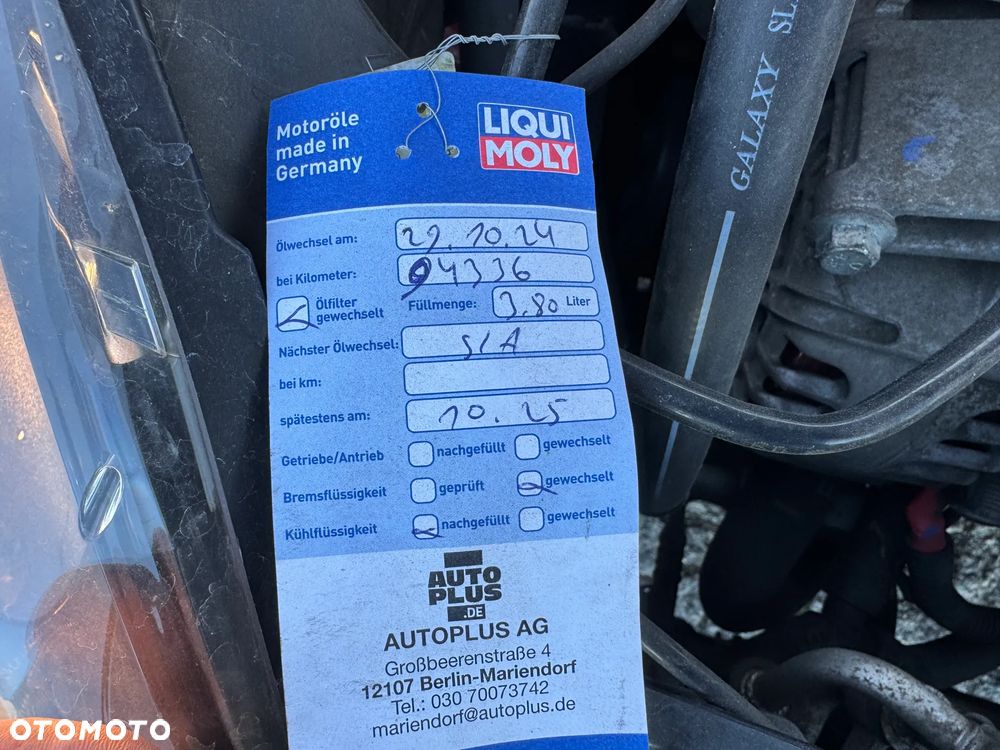 GALAXY SL
Motoröle
made in
Germany
LIQUI
MOLY
Ölwechsel am: 29.10.24
bei Kilometer: 94336
Ölfilter
gewechselt
Füllmenge: 3.80 Liter
Nächster Ölwechsel: SIA
bei km:
spätestens am: 10.25
Getriebe/Antrieb nachgefüllt gewechselt
Bremsflüssigkeit geprüft gewechselt
Kühlflüssigkeit nachgefüllt gewechselt
AUTO
PLUS
.DE
AUTOPLUS AG
Großbeerenstraße 4
12107 Berlin-Mariendorf
Tel.: 030 70073742
mariendorf@autoplus.de
OTOMOTO